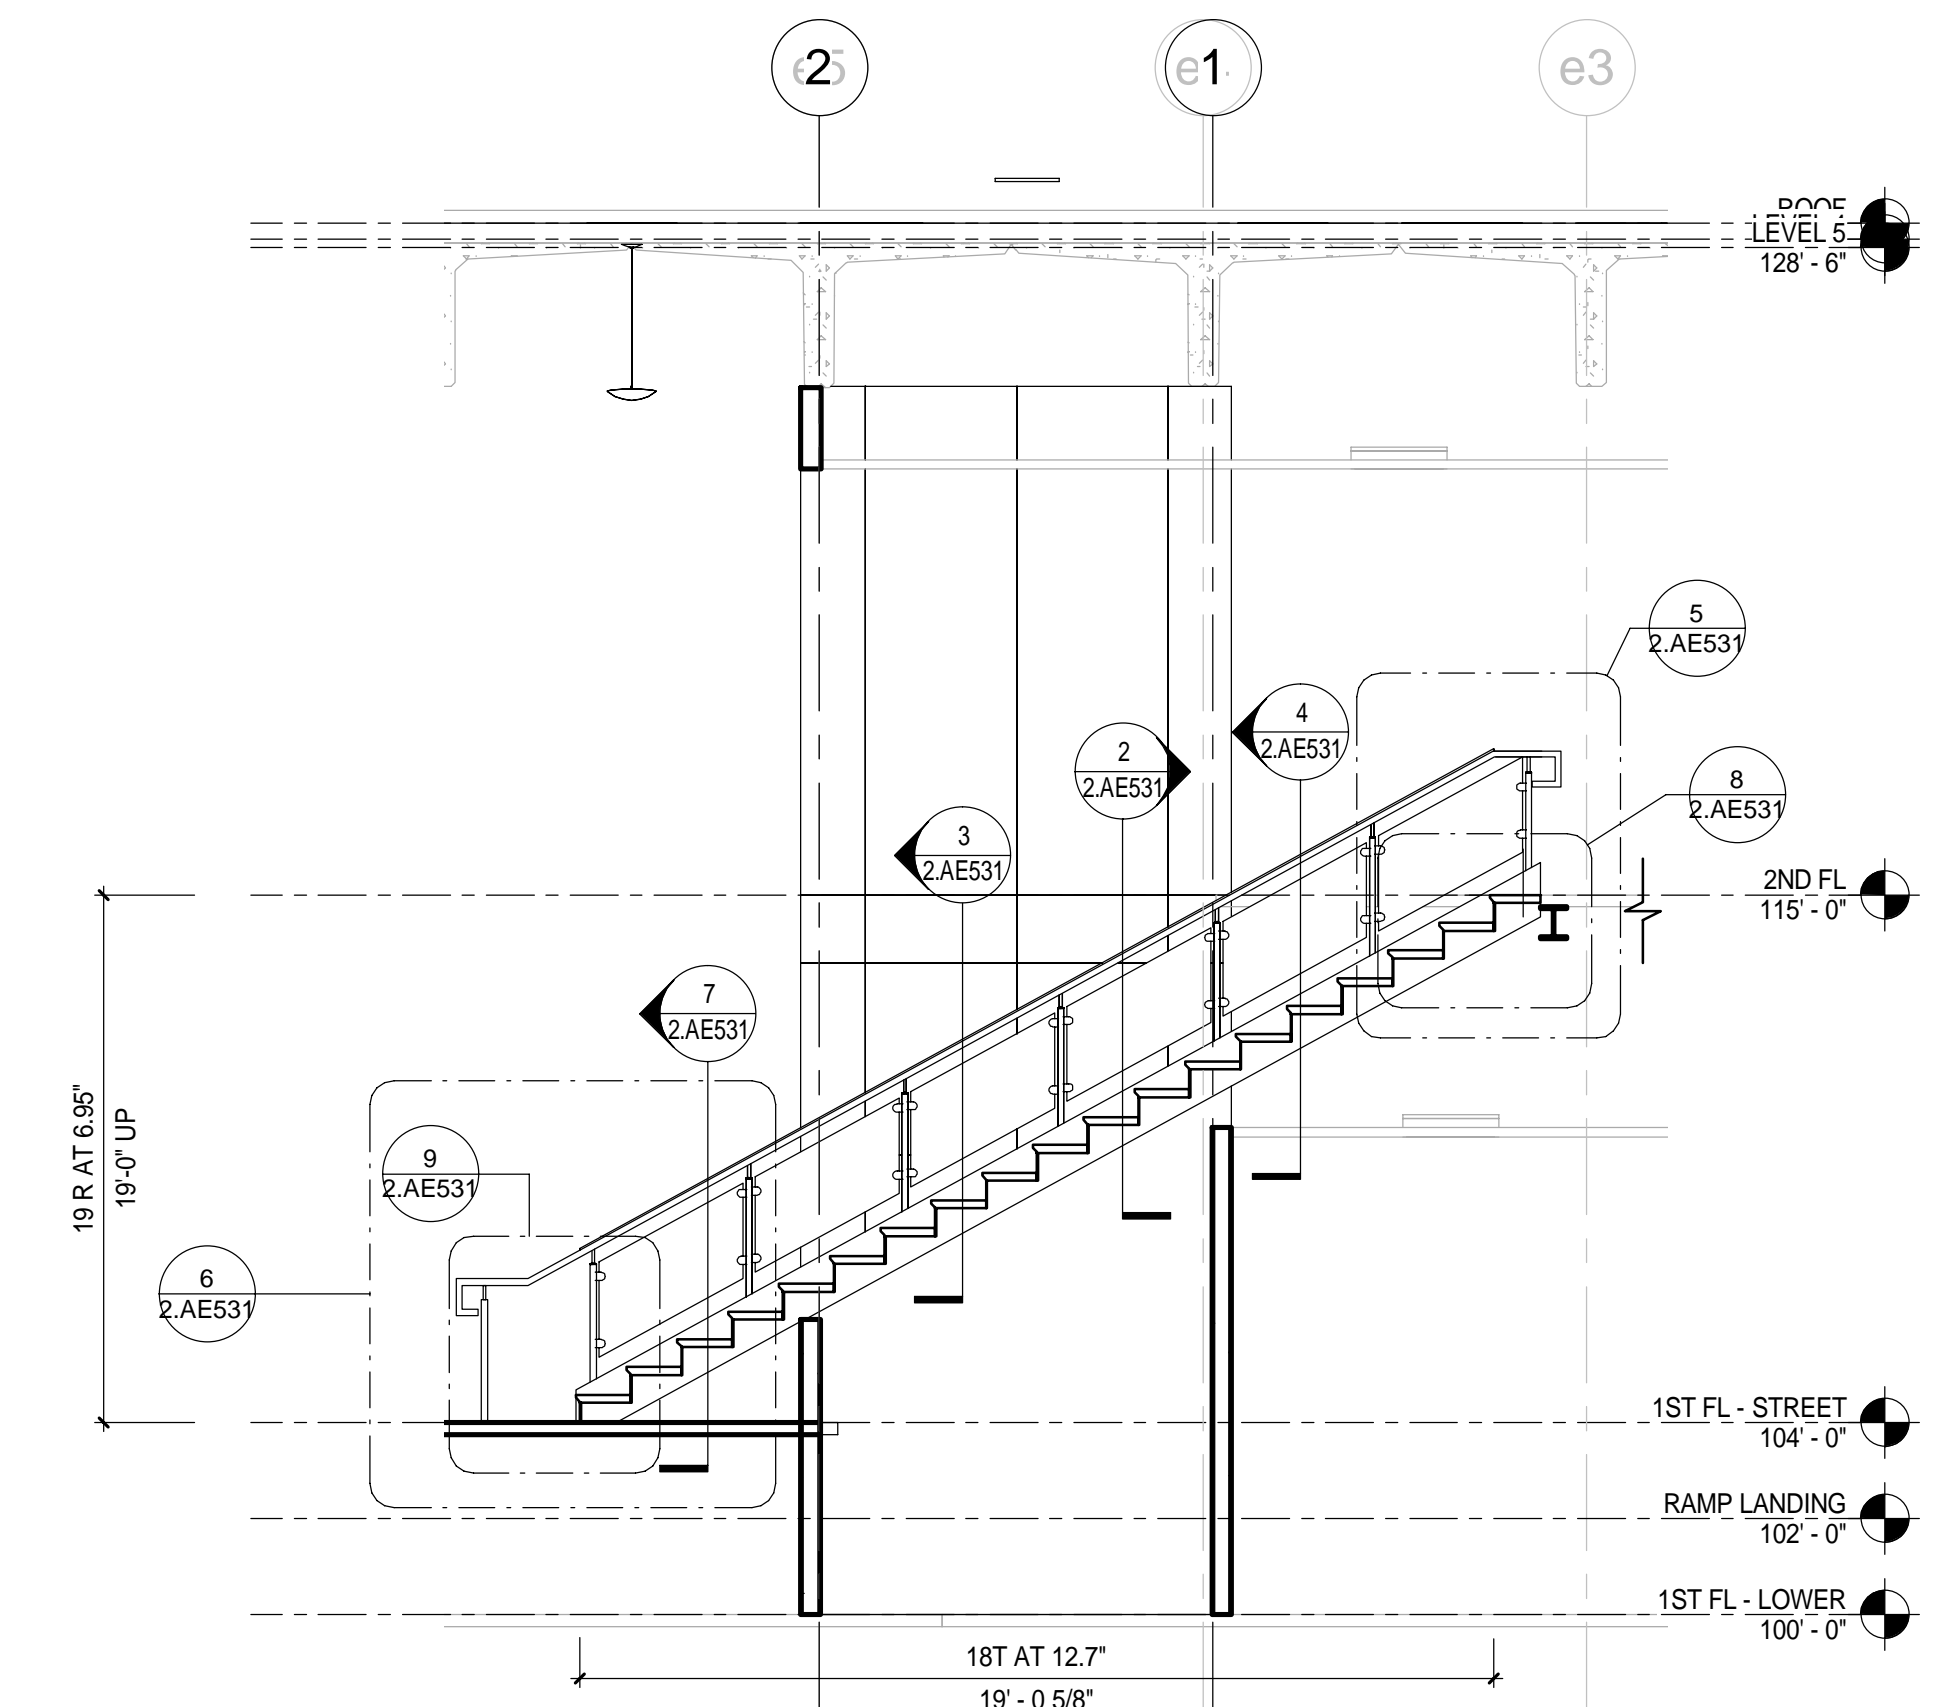 2
1
e3
LEVEL 5
128' - 6"
5
2.AE531
4
2.AE531
2
2.AE531
8
2.AE531
3
2.AE531
2ND FL
115' - 0"
7
2.AE531
19 R AT 6.95"
19'-0" UP
9
2.AE531
6
2.AE531
1ST FL - STREET
104' - 0"
RAMP LANDING
102' - 0"
1ST FL - LOWER
100' - 0"
18T AT 12.7"
19' - 0 5/8"